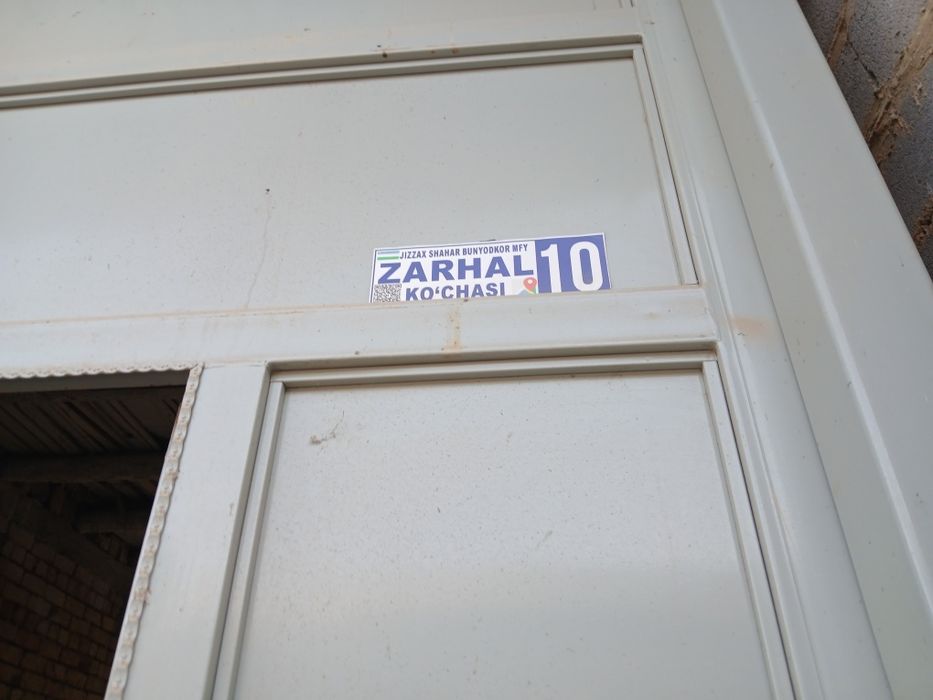 JIZZAX SHAHAR BUNYODKOR MFY
ZARHAL 10
KO‘CHASI